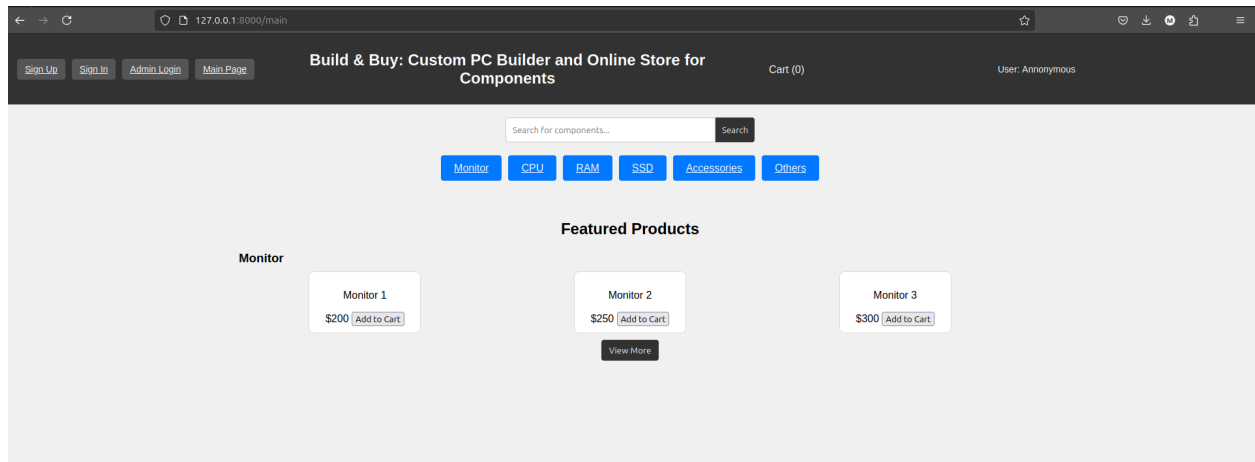 127.0.0.1:8000/main
Sign Up Sign In Admin Login Main Page
Build & Buy: Custom PC Builder and Online Store for
Components
Cart (0)
User: Annonymous
Search for components... Search
Monitor CPU RAM SSD Accessories Others
Featured Products
Monitor
Monitor 1 Monitor 2 Monitor 3
$200 Add to Cart $250 Add to Cart $300 Add to Cart
View More